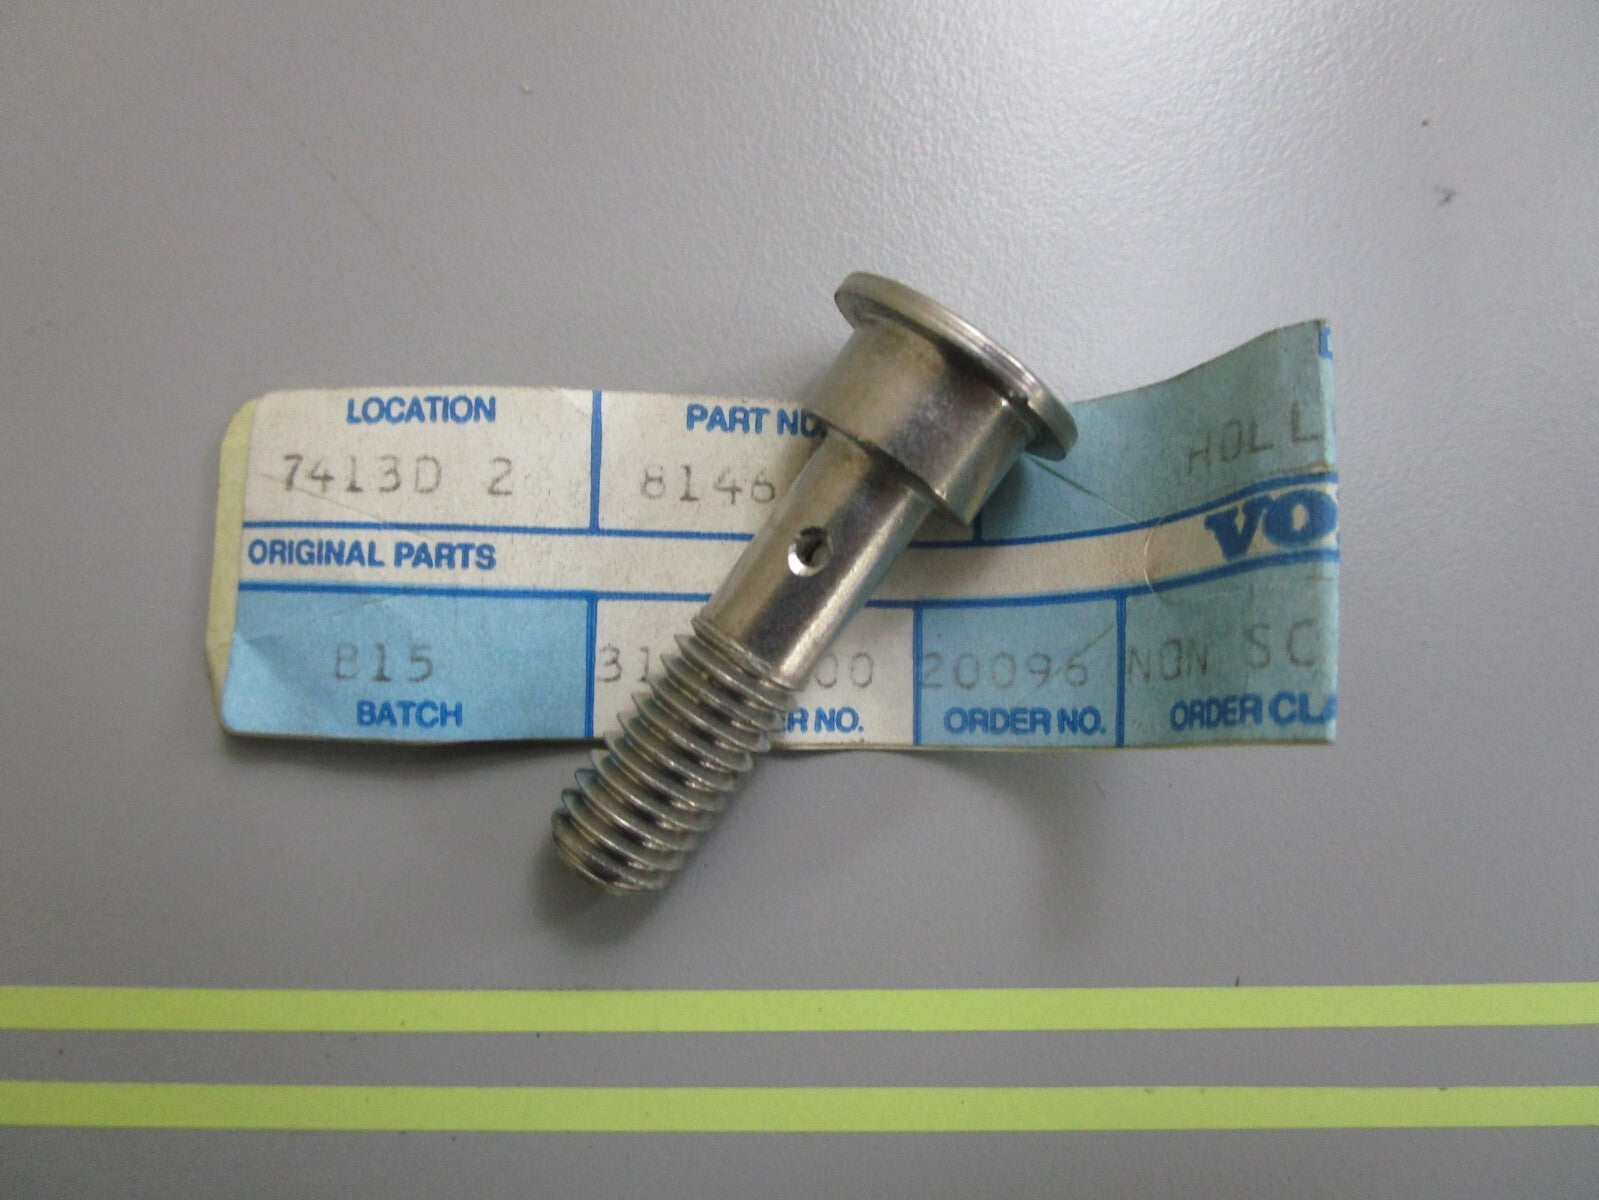 LOCATION PART NO.
7413D 2 8146 HOLL
ORIGINAL PARTS VO
B15 31 00 20096 NON SC
BATCH ER NO. ORDER NO. ORDER CLA